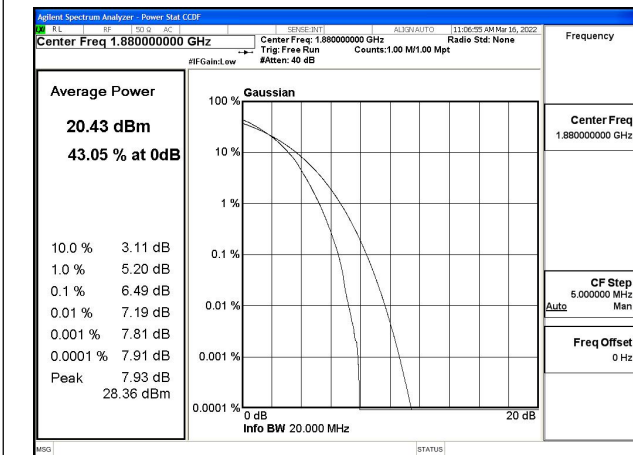 Agilent Spectrum Analyzer - Power Stat CCDF
RL RF 50 Ω AC SENSE:INT ALIGN AUTO 11:06:55 AM Mar 16, 2022
Center Freq 1.880000000 GHz
Center Freq: 1.880000000 GHz Radio Std: None
Trig: Free Run Counts:1.00 M/1.00 Mpt
#IFGain:Low #Atten: 40 dB
Frequency
Average Power
20.43 dBm
43.05 % at 0dB
10.0 % 3.11 dB
1.0 % 5.20 dB
0.1 % 6.49 dB
0.01 % 7.19 dB
0.001 % 7.81 dB
0.0001 % 7.91 dB
Peak 7.93 dB
28.36 dBm
Gaussian
100 %
10 %
1 %
0.1 %
0.01 %
0.001 %
0.0001 %
0 dB 20 dB
Info BW 20.000 MHz
Center Freq
1.880000000 GHz
CF Step
5.000000 MHz
Auto Man
Freq Offset
0 Hz
MSG STATUS